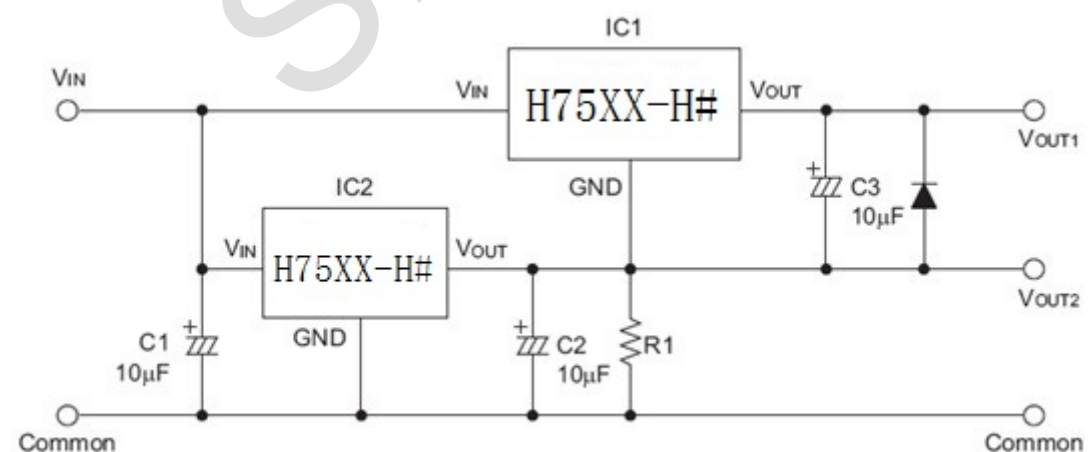 IC1
VIN
VIN
H75XX-H#
VOUT
VOUT1
GND
C3
10μF
IC2
VIN
H75XX-H#
VOUT
VOUT2
GND
C1
10μF
C2
10μF
R1
Common
Common